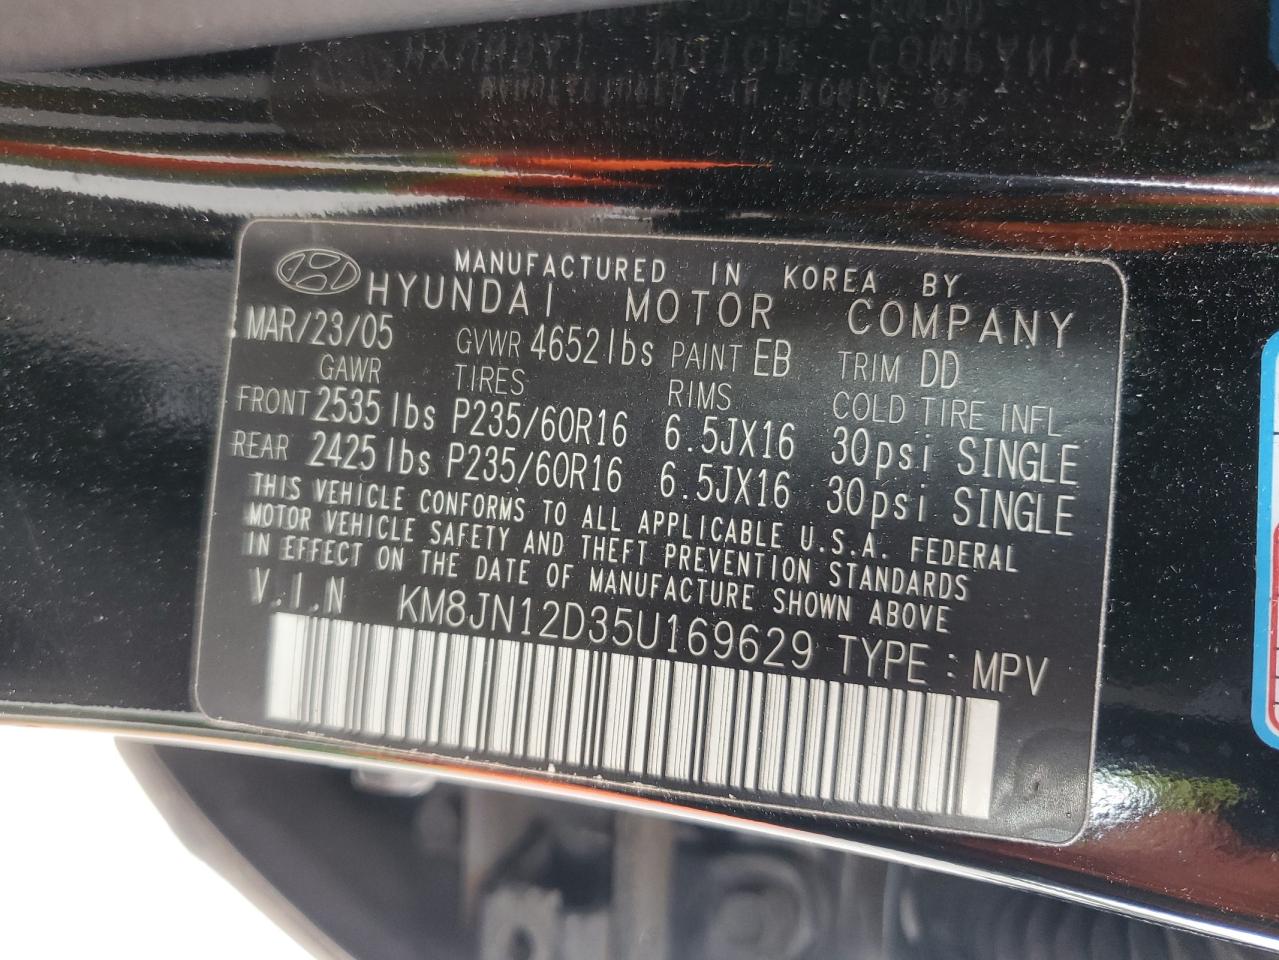 MANUFACTURED IN KOREA BY
HYUNDAI MOTOR COMPANY
MAR/23/05 GVWR 4652lbs PAINT EB TRIM DD
GAWR TIRES RIMS COLD TIRE INFL
FRONT 2535lbs P235/60R16 6.5JX16 30psi SINGLE
REAR 2425lbs P235/60R16 6.5JX16 30psi SINGLE
THIS VEHICLE CONFORMS TO ALL APPLICABLE U.S.A. FEDERAL
MOTOR VEHICLE SAFETY AND THEFT PREVENTION STANDARDS
IN EFFECT ON THE DATE OF MANUFACTURE SHOWN ABOVE
V.I.N KM8JN12D35U169629 TYPE : MPV